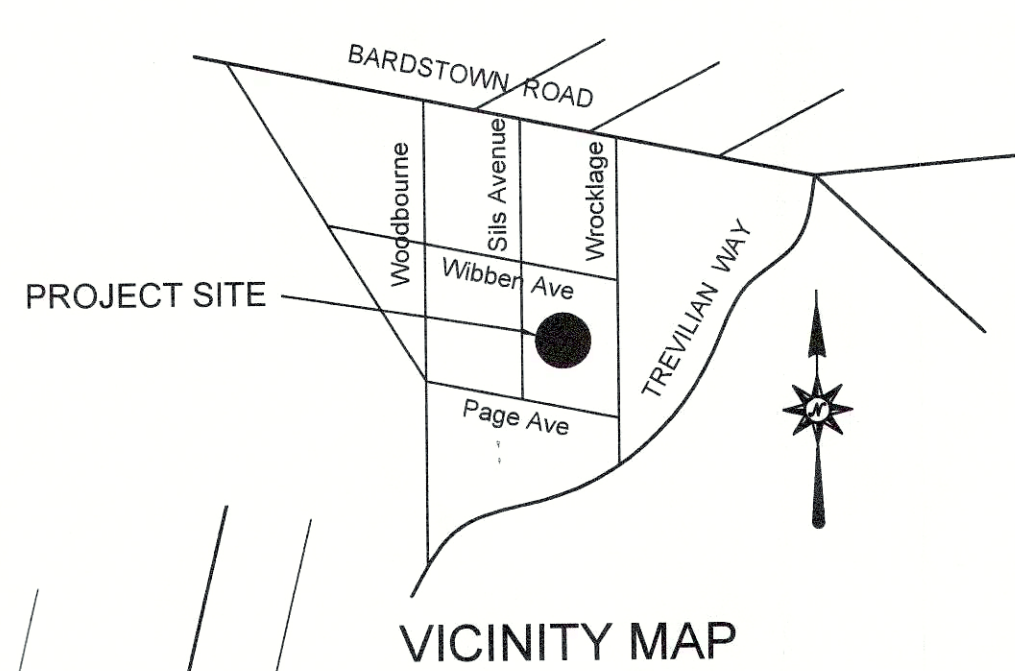 BARDSTOWN ROAD
Woodbourne
Sils Avenue
Wrocklage
Wibben Ave
PROJECT SITE
TREVILIAN WAY
N
Page Ave
VICINITY MAP